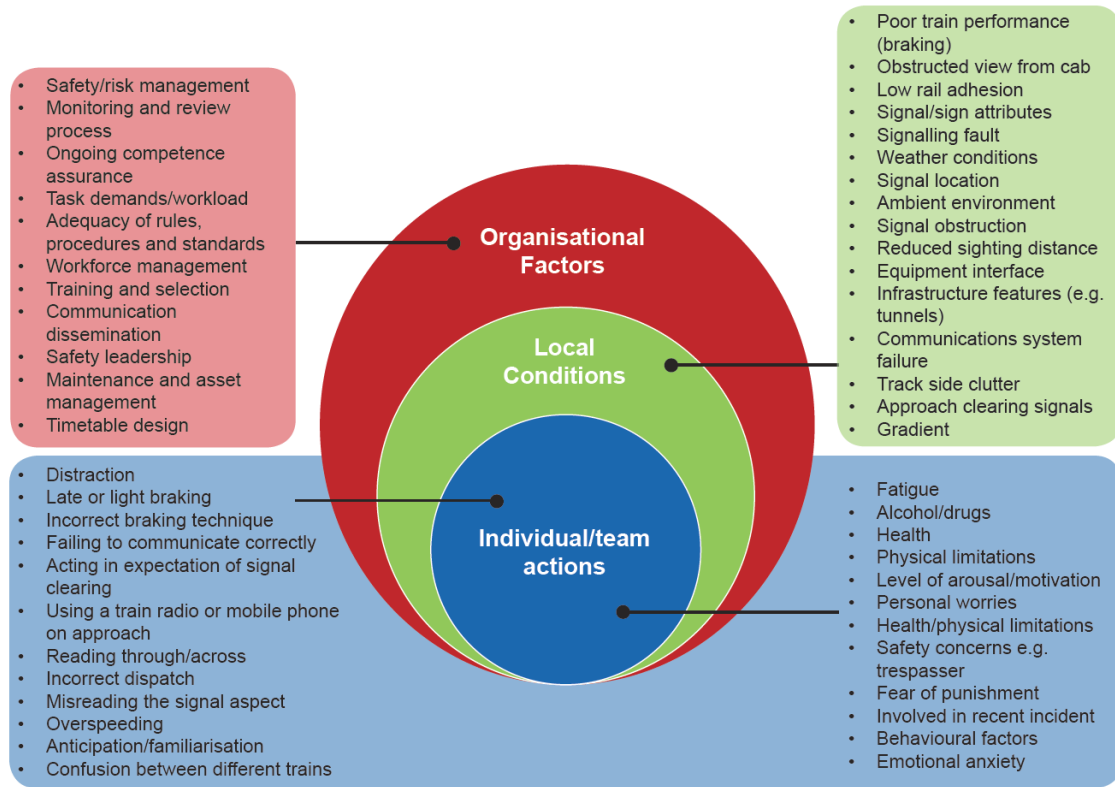 • Safety/risk management
• Monitoring and review
process
• Ongoing competence
assurance
• Task demands/workload
• Adequacy of rules,
procedures and standards
• Workforce management
• Training and selection
• Communication
dissemination
• Safety leadership
• Maintenance and asset
management
• Timetable design
Organisational
Factors
Local
Conditions
Individual/team
actions
• Poor train performance
(braking)
• Obstructed view from cab
• Low rail adhesion
• Signal/sign attributes
• Signalling fault
• Weather conditions
• Signal location
• Ambient environment
• Signal obstruction
• Reduced sighting distance
• Equipment interface
• Infrastructure features (e.g.
tunnels)
• Communications system
failure
• Track side clutter
• Approach clearing signals
• Gradient
• Distraction
• Late or light braking
• Incorrect braking technique
• Failing to communicate correctly
• Acting in expectation of signal
clearing
• Using a train radio or mobile phone
on approach
• Reading through/across
• Incorrect dispatch
• Misreading the signal aspect
• Overspeeding
• Anticipation/familiarisation
• Confusion between different trains
• Fatigue
• Alcohol/drugs
• Health
• Physical limitations
• Level of arousal/motivation
• Personal worries
• Health/physical limitations
• Safety concerns e.g.
trespasser
• Fear of punishment
• Involved in recent incident
• Behavioural factors
• Emotional anxiety